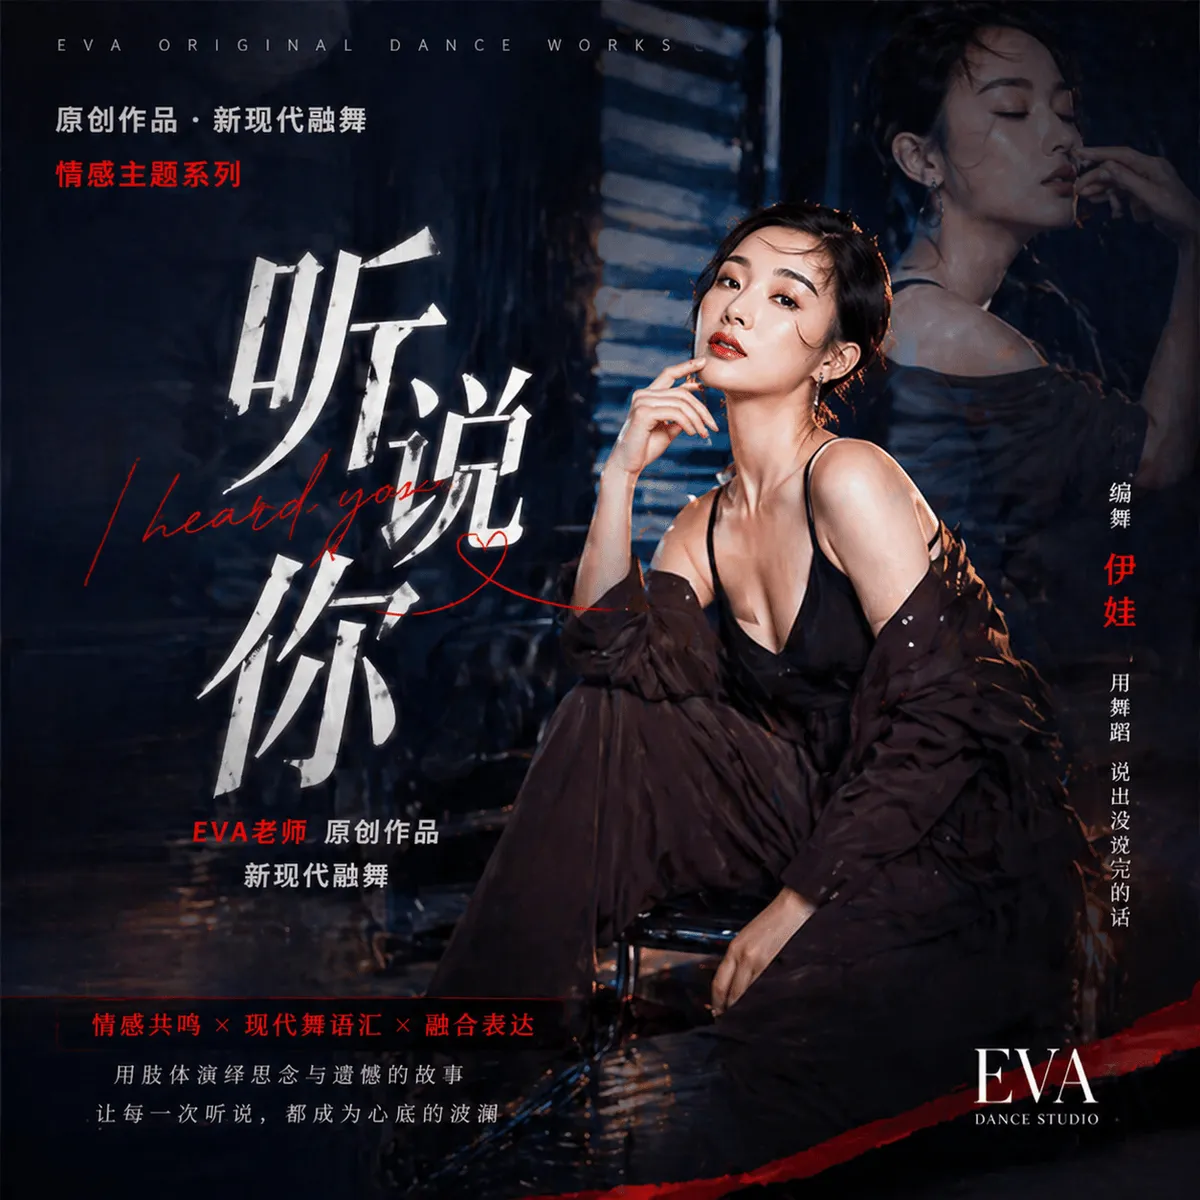 EVA ORIGINAL DANCE WORKS
原创作品·新现代融舞
情感主题系列
听说你
I heard, you
EVA老师 原创作品
新现代融舞
编舞 伊娃
用舞蹈 说出没说完的话
情感共鸣 × 现代舞语汇 × 融合表达
用肢体演绎思念与遗憾的故事
让每一次听说，都成为心底的波澜
EVA
DANCE STUDIO